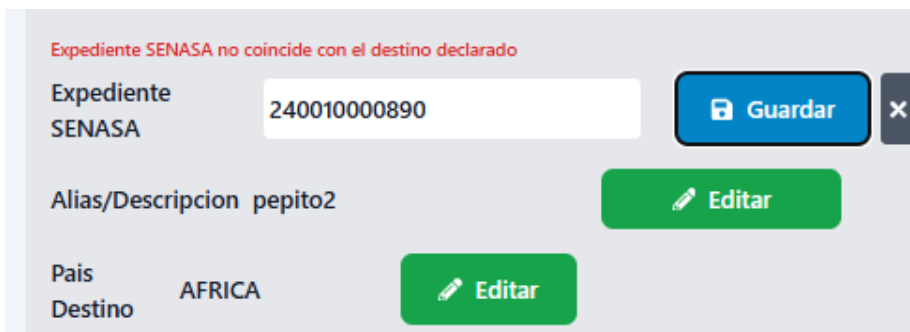 Expediente SENASA no coincide con el destino declarado
Expediente
SENASA
240010000890
Guardar
×
Alias/Descripcion pepito2
Editar
Pais
Destino
AFRICA
Editar